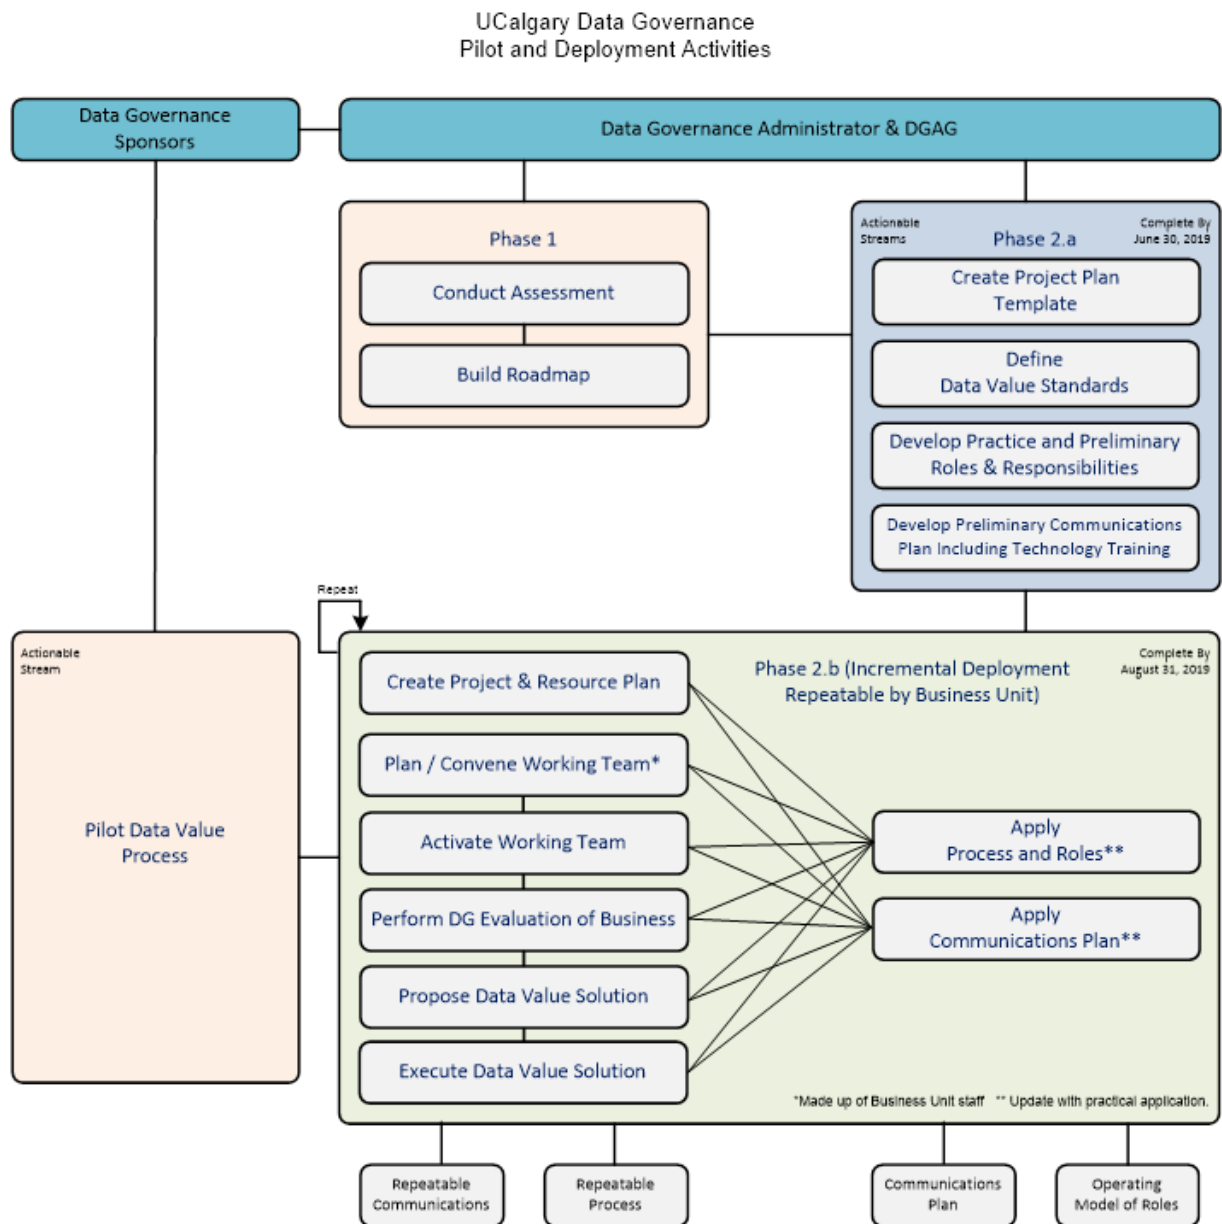 UCalgary Data Governance
Pilot and Deployment Activities
Data Governance
Sponsors
Data Governance Administrator & DGAG
Phase 1
Conduct Assessment
Build Roadmap
Actionable
Streams
Phase 2.a
Complete By
June 30, 2019
Create Project Plan
Template
Define
Data Value Standards
Develop Practice and Preliminary
Roles & Responsibilities
Develop Preliminary Communications
Plan Including Technology Training
Repeat
Actionable
Stream
Pilot Data Value
Process
Phase 2.b (Incremental Deployment
Repeatable by Business Unit)
Complete By
August 31, 2019
Create Project & Resource Plan
Plan / Convene Working Team*
Activate Working Team
Perform DG Evaluation of Business
Propose Data Value Solution
Execute Data Value Solution
Apply
Process and Roles**
Apply
Communications Plan**
*Made up of Business Unit staff ** Update with practical application.
Repeatable
Communications
Repeatable
Process
Communications
Plan
Operating
Model of Roles